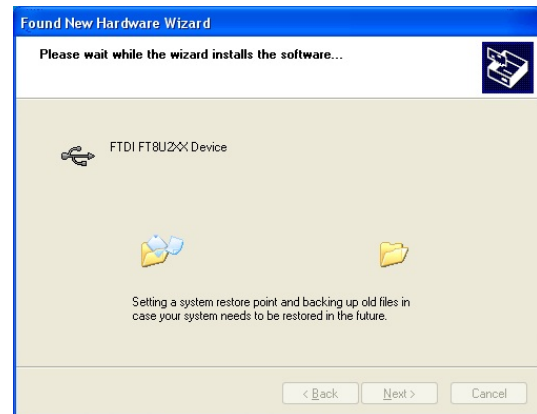 Found New Hardware Wizard
Please wait while the wizard installs the software...
FTDI FT8U2XX Device
Setting a system restore point and backing up old files in
case your system needs to be restored in the future.
< Back
Next >
Cancel